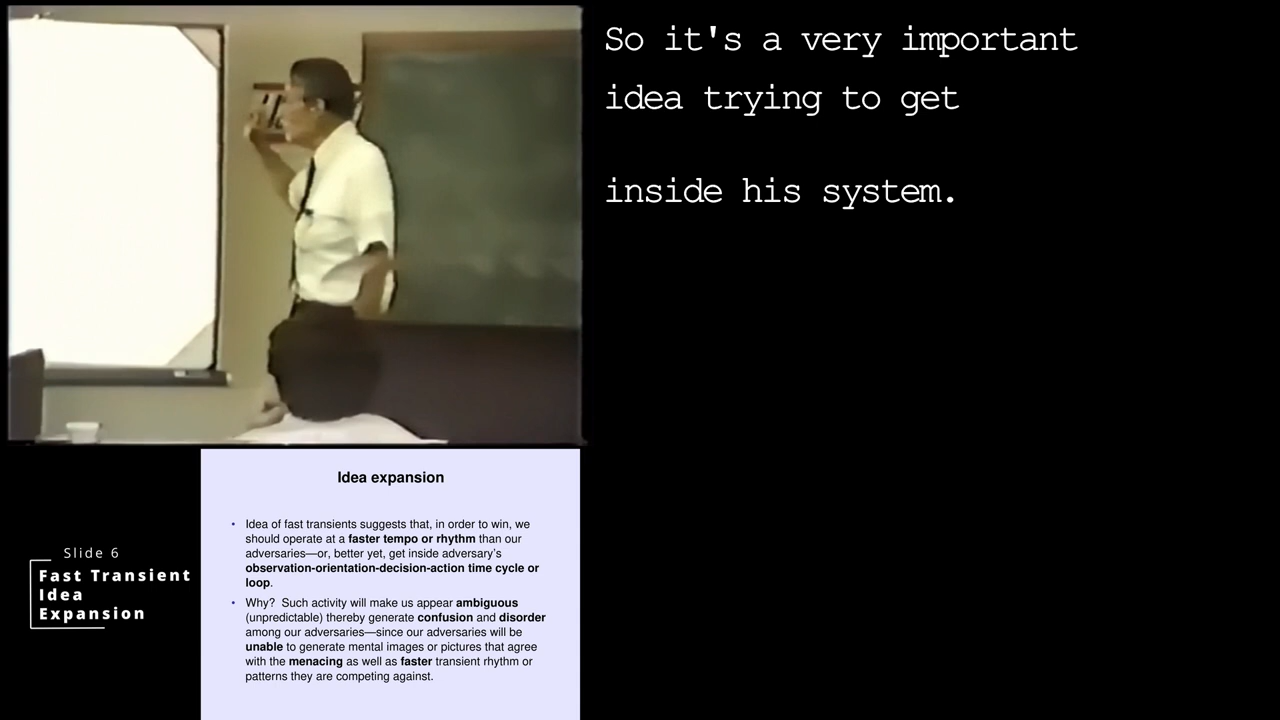 So it's a very important
idea trying to get
inside his system.
Slide 6
Fast Transient
Idea
Expansion
Idea expansion
• Idea of fast transients suggests that, in order to win, we
should operate at a faster tempo or rhythm than our
adversaries—or, better yet, get inside adversary's
observation-orientation-decision-action time cycle or
loop.
• Why? Such activity will make us appear ambiguous
(unpredictable) thereby generate confusion and disorder
among our adversaries—since our adversaries will be
unable to generate mental images or pictures that agree
with the menacing as well as faster transient rhythm or
patterns they are competing against.